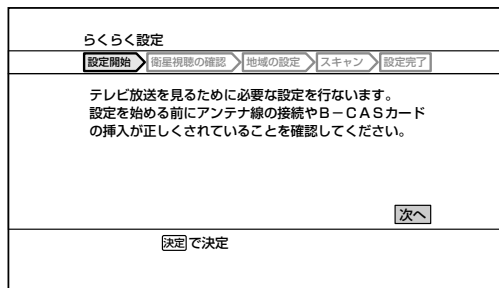 らくらく設定
設定開始 衛星視聴の確認 地域の設定 スキャン 設定完了
テレビ放送を見るために必要な設定を行ないます。
設定を始める前にアンテナ線の接続やB－CASカード
の挿入が正しくされていることを確認してください。
次へ
決定で決定